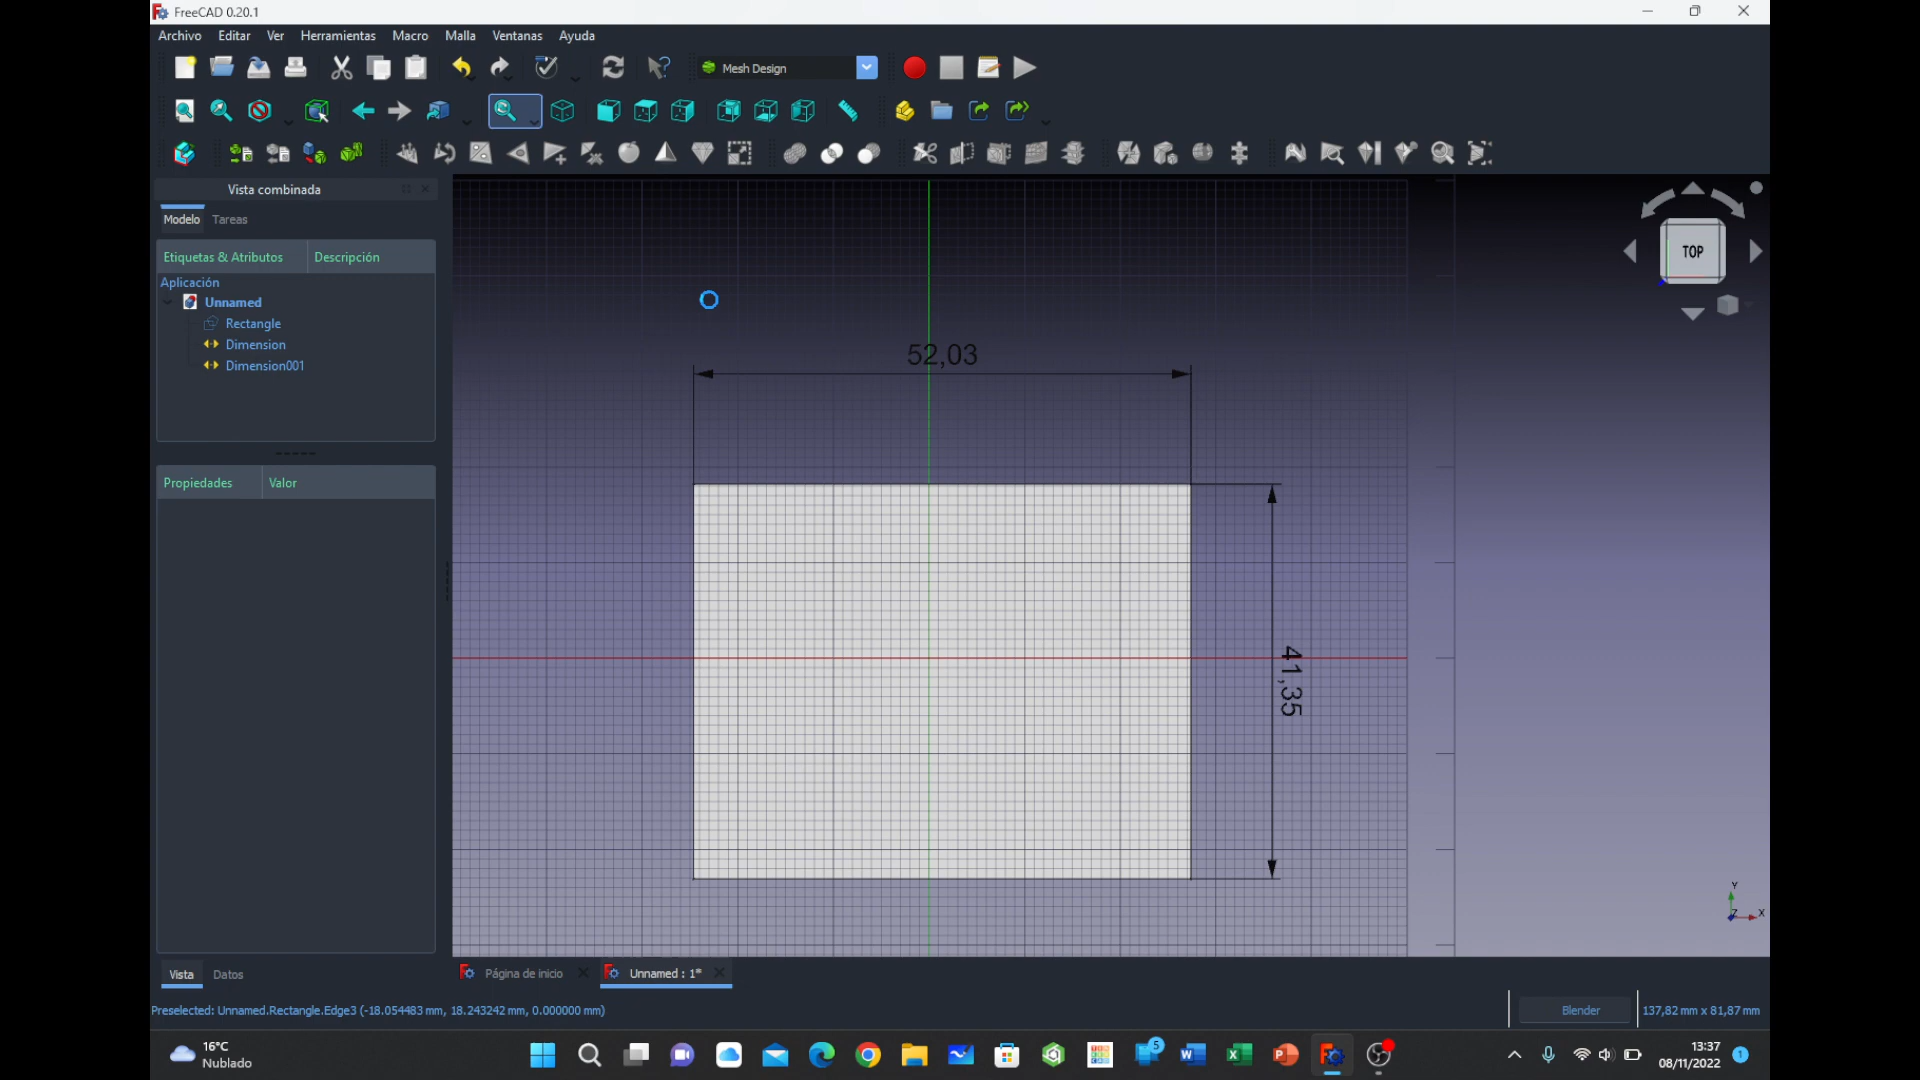 FreeCAD 0.20.1
Archivo Editar Ver Herramientas Macro Malla Ventanas Ayuda
Mesh Design
Vista combinada
Modelo Tareas
Etiquetas & Atributos Descripción
Aplicación
Unnamed
Rectangle
Dimension
Dimension001
TOP
52,03
41,35
Propiedades Valor
Y
Z X
Vista Datos
Página de inicio Unnamed : 1*
Preselected: Unnamed.Rectangle.Edge3 (-18.054483 mm, 18.243242 mm, 0.000000 mm)
Blender 137,82 mm x 81,87 mm
16°C
Nublado
5
13:37
08/11/2022
1